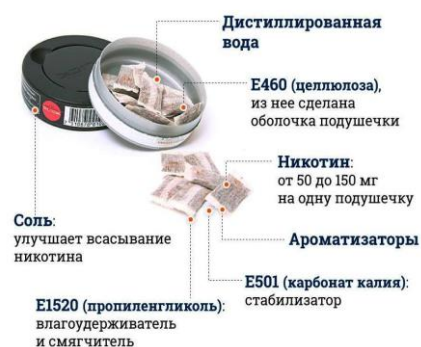 Дистиллированная
вода
E460 (целлюлоза),
из нее сделана
оболочка подушечки
Никотин:
от 50 до 150 мг
на одну подушечку
Соль:
улучшает всасывание
никотина
Ароматизаторы
E501 (карбонат калия):
стабилизатор
E1520 (пропиленгликоль):
влагоудерживатель
и смягчитель